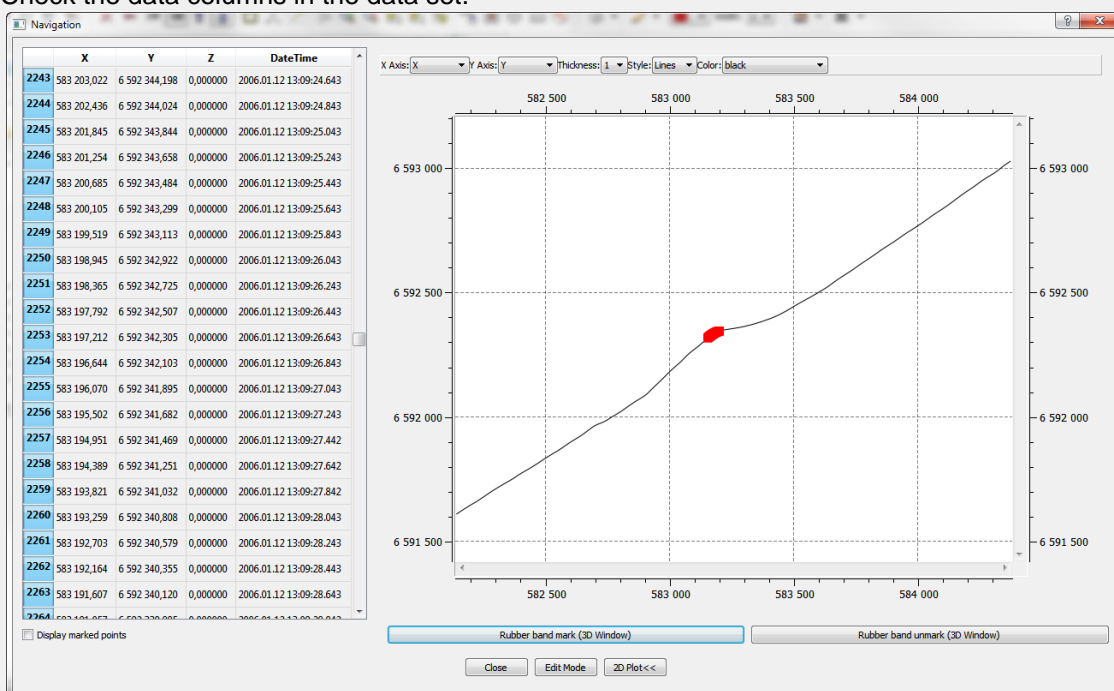 Check the data columns in the data set.
Navigation
X Y Z DateTime
2243 583 203,022 6 592 344,198 0,000000 2006.01.12 13:09:24.643
2244 583 202,436 6 592 344,024 0,000000 2006.01.12 13:09:24.843
2245 583 201,845 6 592 343,844 0,000000 2006.01.12 13:09:25.043
2246 583 201,254 6 592 343,658 0,000000 2006.01.12 13:09:25.243
2247 583 200,685 6 592 343,484 0,000000 2006.01.12 13:09:25.443
2248 583 200,105 6 592 343,299 0,000000 2006.01.12 13:09:25.643
2249 583 199,519 6 592 343,113 0,000000 2006.01.12 13:09:25.843
2250 583 198,945 6 592 342,922 0,000000 2006.01.12 13:09:26.043
2251 583 198,365 6 592 342,725 0,000000 2006.01.12 13:09:26.243
2252 583 197,792 6 592 342,507 0,000000 2006.01.12 13:09:26.443
2253 583 197,212 6 592 342,305 0,000000 2006.01.12 13:09:26.643
2254 583 196,644 6 592 342,103 0,000000 2006.01.12 13:09:26.843
2255 583 196,070 6 592 341,895 0,000000 2006.01.12 13:09:27.043
2256 583 195,502 6 592 341,682 0,000000 2006.01.12 13:09:27.243
2257 583 194,951 6 592 341,469 0,000000 2006.01.12 13:09:27.442
2258 583 194,389 6 592 341,251 0,000000 2006.01.12 13:09:27.642
2259 583 193,821 6 592 341,032 0,000000 2006.01.12 13:09:27.842
2260 583 193,259 6 592 340,808 0,000000 2006.01.12 13:09:28.043
2261 583 192,703 6 592 340,579 0,000000 2006.01.12 13:09:28.243
2262 583 192,164 6 592 340,355 0,000000 2006.01.12 13:09:28.443
2263 583 191,607 6 592 340,120 0,000000 2006.01.12 13:09:28.643
2264
Display marked points
X Axis: X Y Axis: Y Thickness: 1 Style: Lines Color: black
582 500 583 000 583 500 584 000
6 593 000 6 593 000
6 592 500 6 592 500
6 592 000 6 592 000
6 591 500 6 591 500
582 500 583 000 583 500 584 000
Rubber band mark (3D Window) Rubber band unmark (3D Window)
Close Edit Mode 2D Plot<<